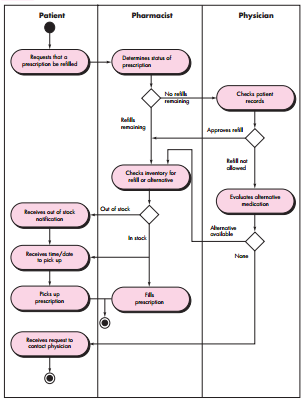 Patient
Pharmacist
Physician
Requests that a
prescription be refilled
Determines status of
prescription
No refills
remaining
Checks patient
records
Refills
remaining
Approves refill
Refill not
allowed
Checks inventory for
refill or alternative
Evaluates alternative
medication
Out of stock
Receives out of stock
notification
Alternative
available
In stock
None
Receives time/date
to pick up
Picks up
prescription
Fills
prescription
Receives request to
contact physician